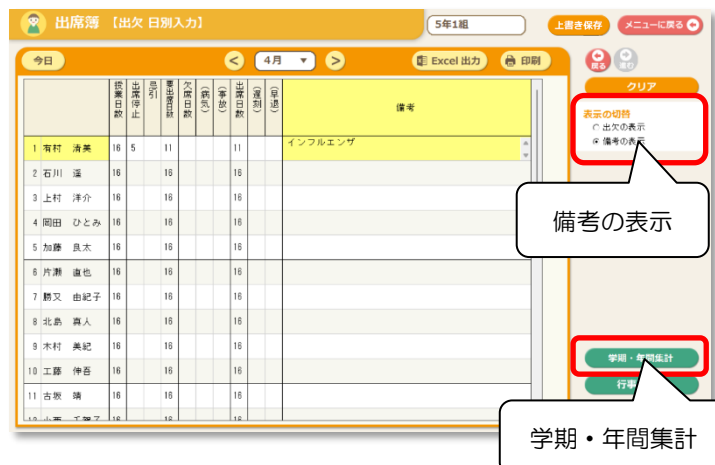 出席簿 【出欠 日別入力】 5年1組 上書き保存 メニューに戻る
今日 < 4月 ▼ > Excel 出力 印刷 戻る 進む
クリア
授業日数 出席停止 忌引 要出席日数 欠席日数 (病気) (事故) 出席日数 (遅刻) (早退) 備考
表示の切替
出欠の表示
備考の表示
1 有村 清美 16 5 11 11 インフルエンザ
2 石川 遥 16 16 16
3 上村 洋介 16 16 16
4 岡田 ひとみ 16 16 16
備考の表示
5 加藤 良太 16 16 16
6 片瀬 直也 16 16 16
7 勝又 由紀子 16 16 16
8 北島 真人 16 16 16
9 木村 美紀 16 16 16
10 工藤 伸吾 16 16 16
学期・年間集計
11 古坂 靖 16 16 16
行事
学期・年間集計